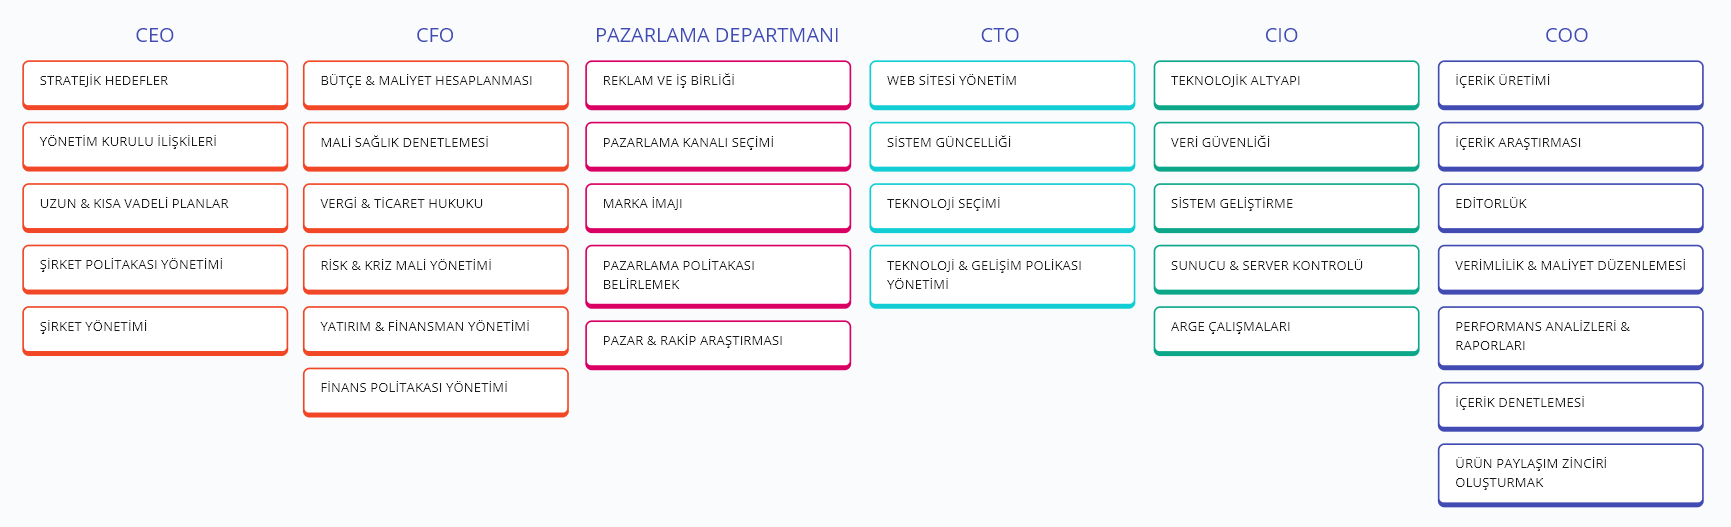 CEO
STRATEJİK HEDEFLER
YÖNETİM KURULU İLİŞKİLERİ
UZUN & KISA VADELİ PLANLAR
ŞİRKET POLİTAKASI YÖNETİMİ
ŞİRKET YÖNETİMİ
CFO
BÜTÇE & MALİYET HESAPLANMASI
MALİ SAĞLIK DENETLEMESİ
VERGİ & TİCARET HUKUKU
RİSK & KRİZ MALİ YÖNETİMİ
YATIRIM & FİNANSMAN YÖNETİMİ
FİNANS POLİTAKASI YÖNETİMİ
PAZARLAMA DEPARTMANI
REKLAM VE İŞ BİRLİĞİ
PAZARLAMA KANALI SEÇİMİ
MARKA İMAJI
PAZARLAMA POLİTAKASI
BELİRLEMEK
PAZAR & RAKİP ARAŞTIRMASI
CTO
WEB SİTESİ YÖNETİM
SİSTEM GÜNCELLİĞİ
TEKNOLOJİ SEÇİMİ
TEKNOLOJİ & GELİŞİM POLİKASI
YÖNETİMİ
CIO
TEKNOLOJİK ALTYAPI
VERİ GÜVENLİĞİ
SİSTEM GELİŞTİRME
SUNUCU & SERVER KONTROLÜ
ARGE ÇALIŞMALARI
COO
İÇERİK ÜRETİMİ
İÇERİK ARAŞTIRMASI
EDİTORLÜK
VERİMLİLİK & MALİYET DÜZENLEMESİ
PERFORMANS ANALİZLERİ &
RAPORLARI
İÇERİK DENETLEMESİ
ÜRÜN PAYLAŞIM ZİNCİRİ
OLUŞTURMAK